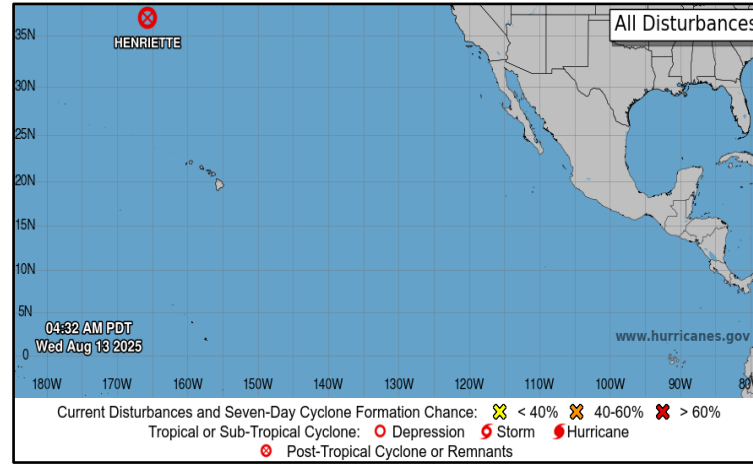 All Disturbances
35N
HENRIETTE
30N
25N
20N
15N
10N
5N
04:32 AM PDT
Wed Aug 13 2025
www.hurricanes.gov
0
180W 170W 160W 150W 140W 130W 120W 110W 100W 90W 80
Current Disturbances and Seven-Day Cyclone Formation Chance: < 40% 40-60% > 60%
Tropical or Sub-Tropical Cyclone: Depression Storm Hurricane
Post-Tropical Cyclone or Remnants